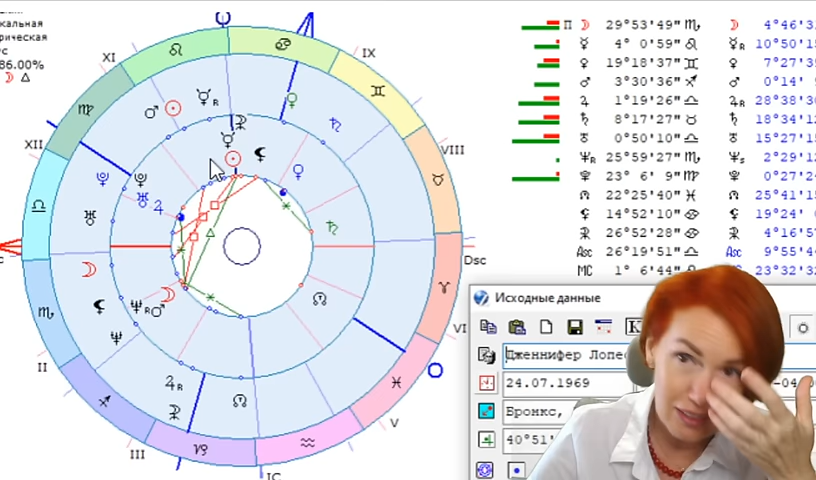 кальная
рическая
86.00%
XI
IX
XII
VIII
Dsc
VI
II
III
V
IC
П ☽ 29°53'49" ♏ ☽ 4°46'3
☿ 4° 0'59" ♌ ☿R 10°50'1
♀ 19°18'37" ♊ ♀ 7°27'3
♂ 3°30'36" ♐ ♂ 0°14'
♃ 1°19'26" ♎ ♃R 28°38'3
♄ 8°17'27" ♉ ♄ 18°34'1
♅ 0°50'10" ♎ ♅ 15°27'1
♆R 25°59'27" ♏ ♆s 2°29'1
♇ 23° 6' 9" ♍ ♇ 0°27'2
☊ 22°25'40" ♓ ☊ 25°41'1
⚸ 14°52'10" ♋ ⚸ 19°24'
26°52'28" ♋ 4°16'5
Asc 26°19'51" ♎ Asc 9°55'4
MC 1° 6'44" ♌ MC 23°32'3
Исходные данные
K
Дженнифер Лопе
24.07.1969
-04
Бронкс,
40°51'